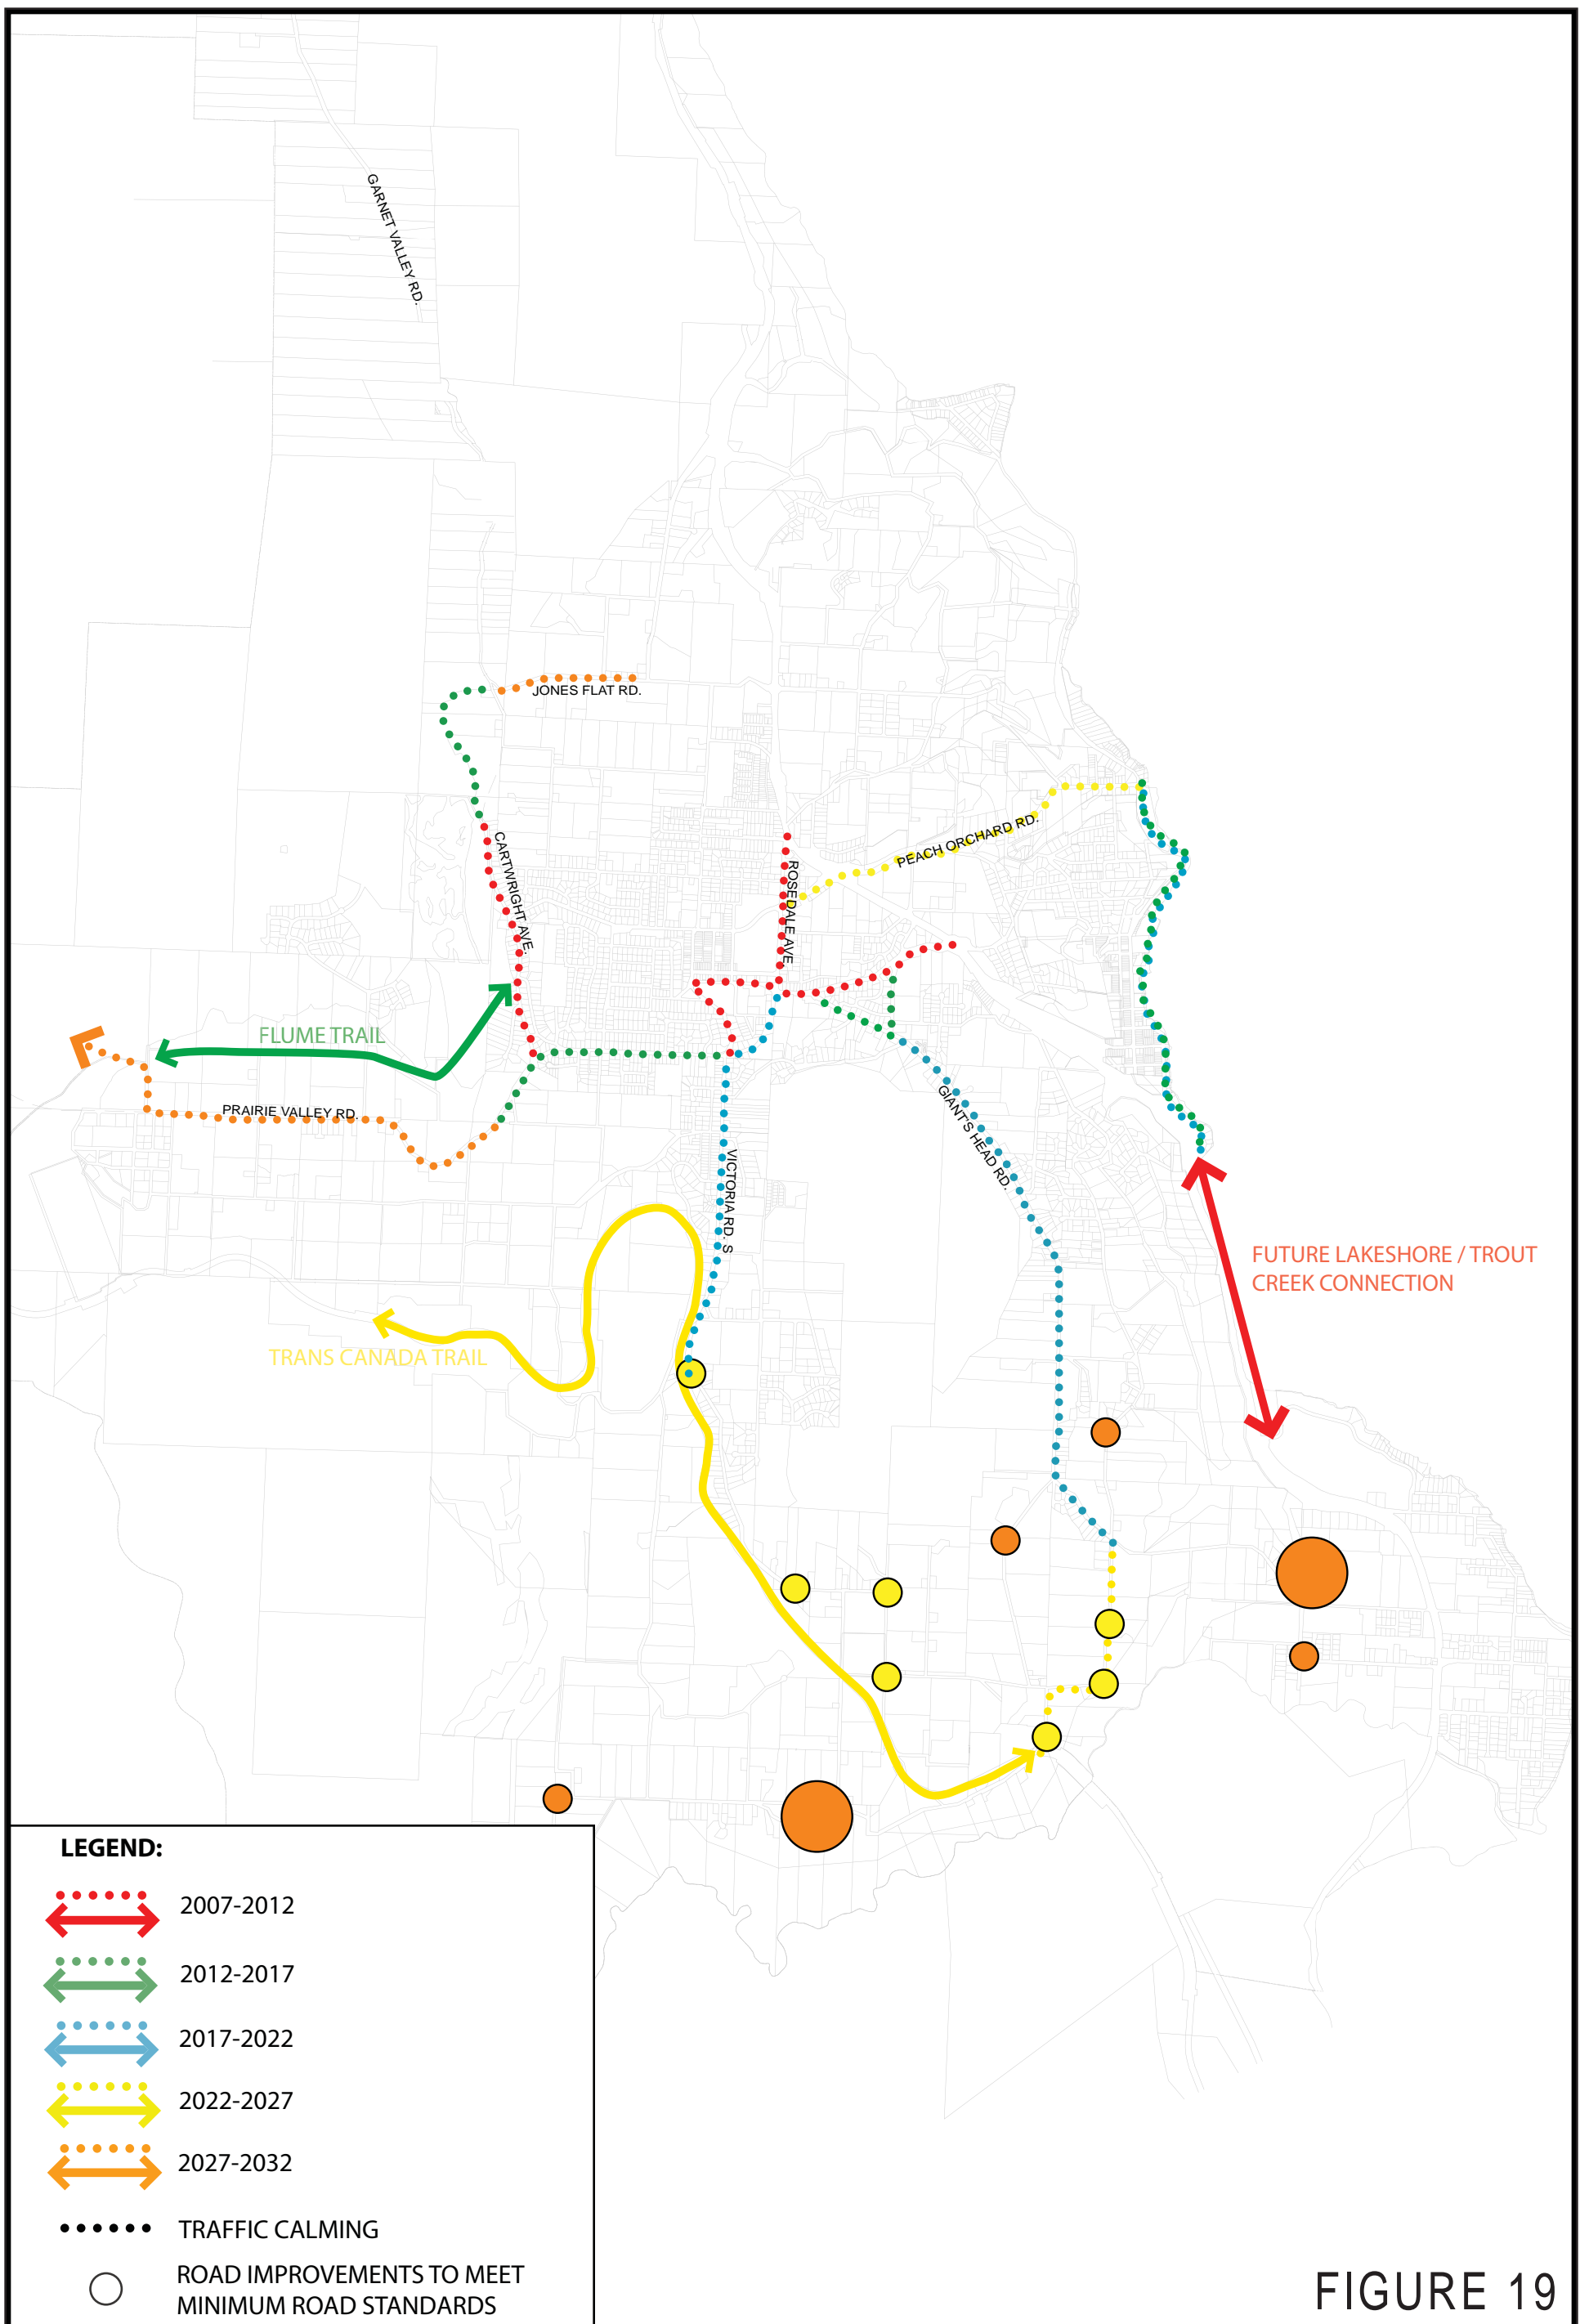 GARNET VALLEY RD.
JONES FLAT RD.
CARTWRIGHT AVE.
ROSEDALE AVE.
PEACH ORCHARD RD.
FLUME TRAIL
PRAIRIE VALLEY RD.
GIANT'S HEAD RD.
VICTORIA RD. S
FUTURE LAKESHORE / TROUT
CREEK CONNECTION
TRANS CANADA TRAIL
LEGEND:
2007-2012
2012-2017
2017-2022
2022-2027
2027-2032
TRAFFIC CALMING
ROAD IMPROVEMENTS TO MEET
MINIMUM ROAD STANDARDS
FIGURE 19